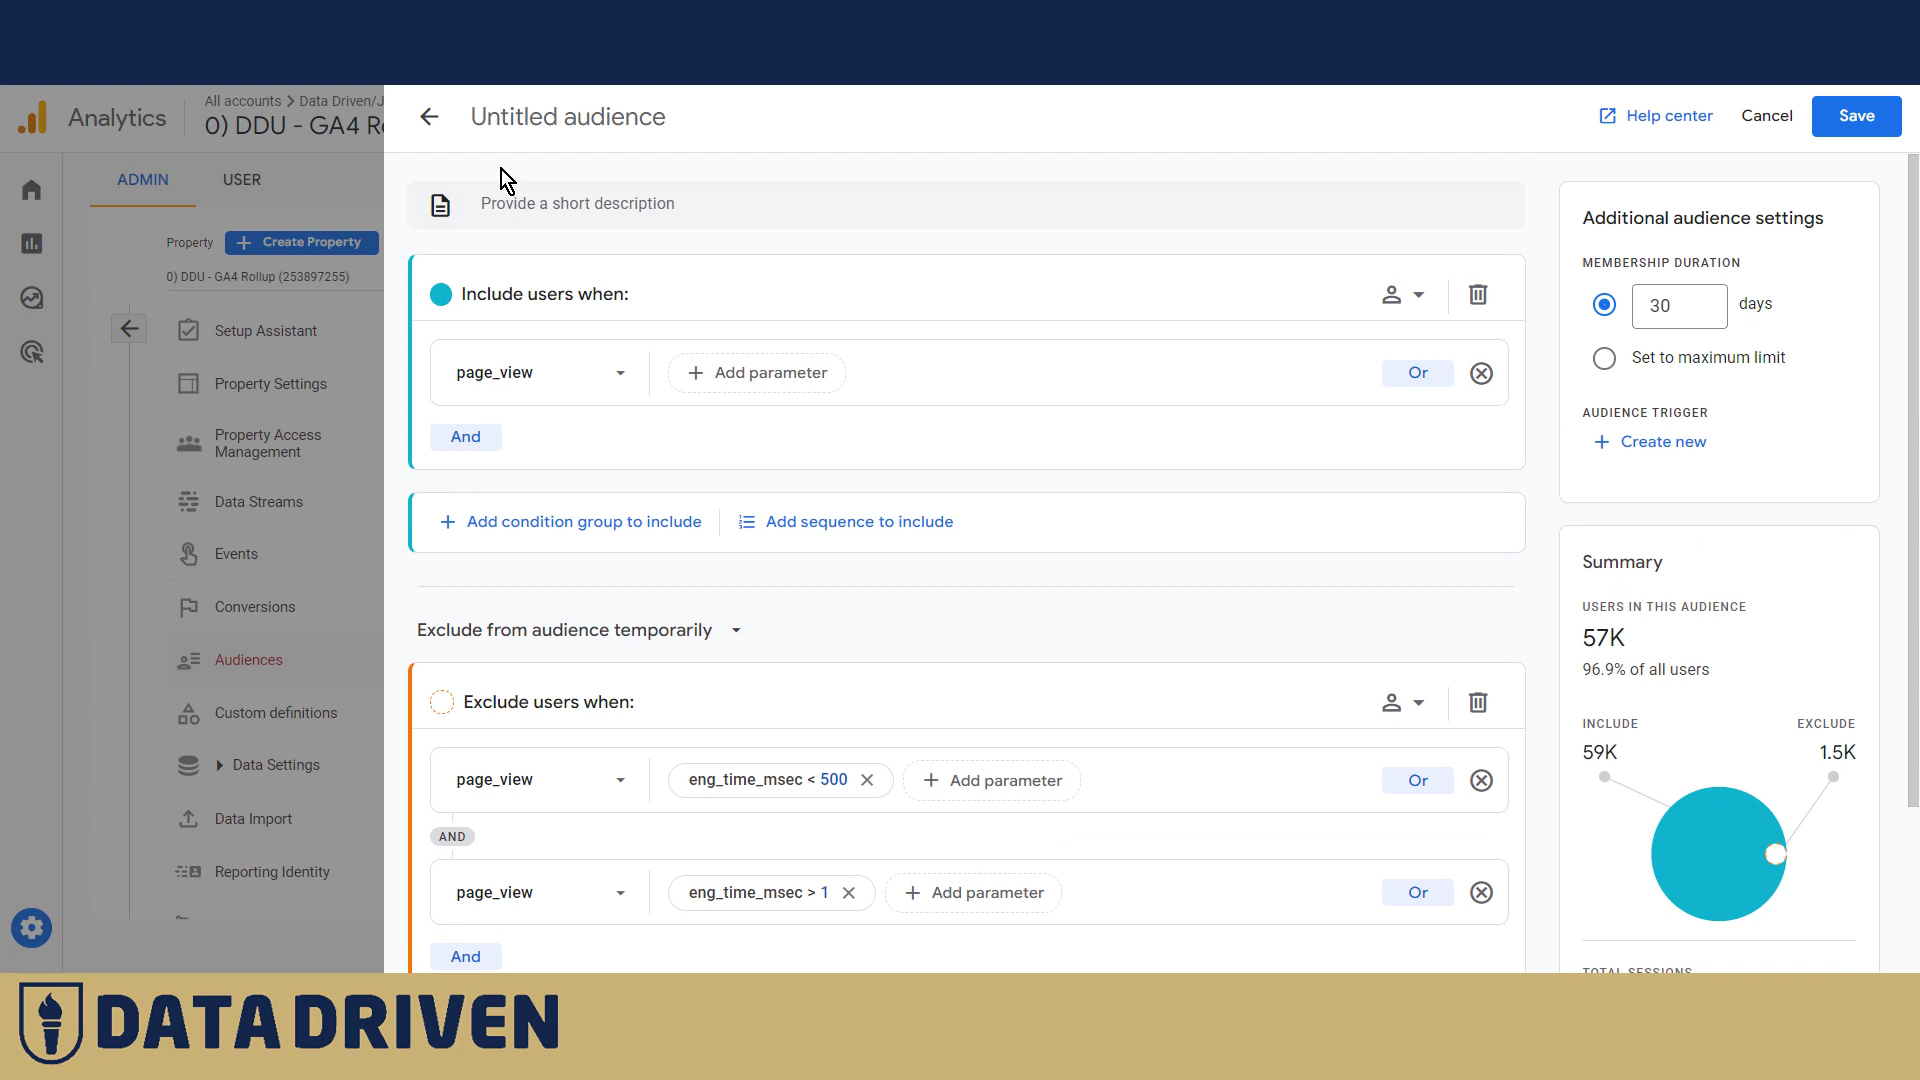 Analytics
All accounts > Data Driven/J
0) DDU - GA4 Ro
Untitled audience
Help center
Cancel
Save
ADMIN
USER
Property
+ Create Property
0) DDU - GA4 Rollup (253897255)
Setup Assistant
Property Settings
Property Access
Management
Data Streams
Events
Conversions
Audiences
Custom definitions
Data Settings
Data Import
Reporting Identity
Provide a short description
Include users when:
page_view
+ Add parameter
Or
And
+ Add condition group to include
Add sequence to include
Exclude from audience temporarily
Exclude users when:
page_view
eng_time_msec < 500
+ Add parameter
Or
AND
page_view
eng_time_msec > 1
+ Add parameter
Or
And
Additional audience settings
MEMBERSHIP DURATION
30 days
Set to maximum limit
AUDIENCE TRIGGER
+ Create new
Summary
USERS IN THIS AUDIENCE
57K
96.9% of all users
INCLUDE
EXCLUDE
59K
1.5K
TOTAL SESSIONS
DATA DRIVEN